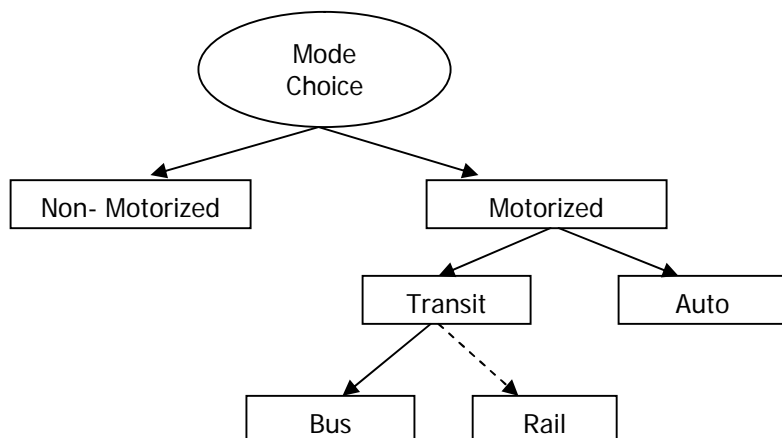 Mode
Choice
Non- Motorized
Motorized
Transit
Auto
Bus
Rail